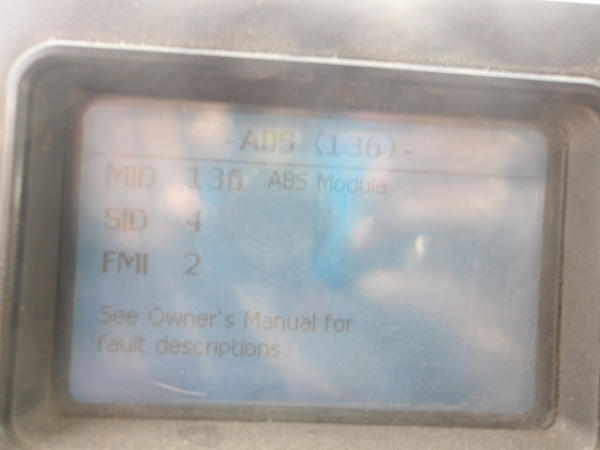 -ABS (136)-
MID 136 ABS Module
SID 4
FMI 2
See Owner's Manual for
fault descriptions